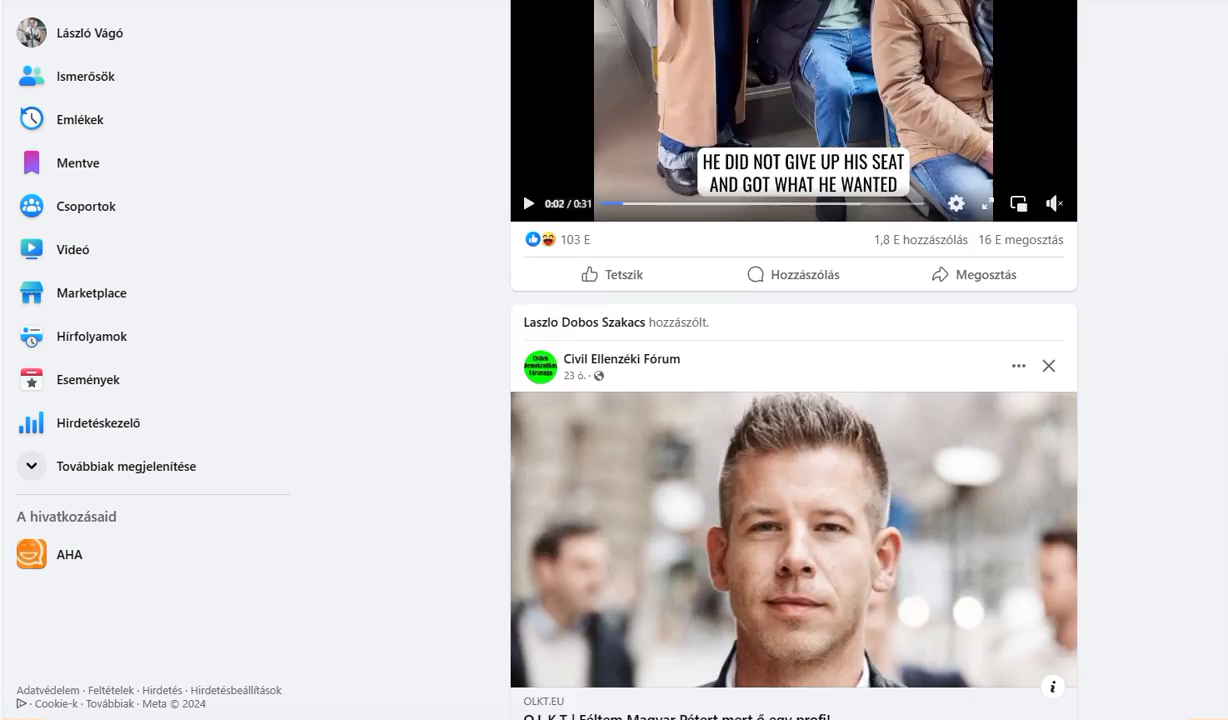 László Vágó
Ismerősök
Emlékek
Mentve
Csoportok
Videó
Marketplace
Hírfolyamok
Események
Hirdetéskezelő
Továbbiak megjelenítése
A hivatkozásaid
AHA
Adatvédelem · Feltételek · Hirdetés · Hirdetésbeállítások
· Cookie-k · Továbbiak · Meta © 2024
HE DID NOT GIVE UP HIS SEAT
AND GOT WHAT HE WANTED
0:02 / 0:31
103 E
1,8 E hozzászólás 16 E megosztás
Tetszik Hozzászólás Megosztás
Laszlo Dobos Szakacs hozzászólt.
Civil Ellenzéki Fórum
23 ó. ·
OLKT.EU
O.L.K.T | Féltem Magyar Pétert mert ő egy profi!